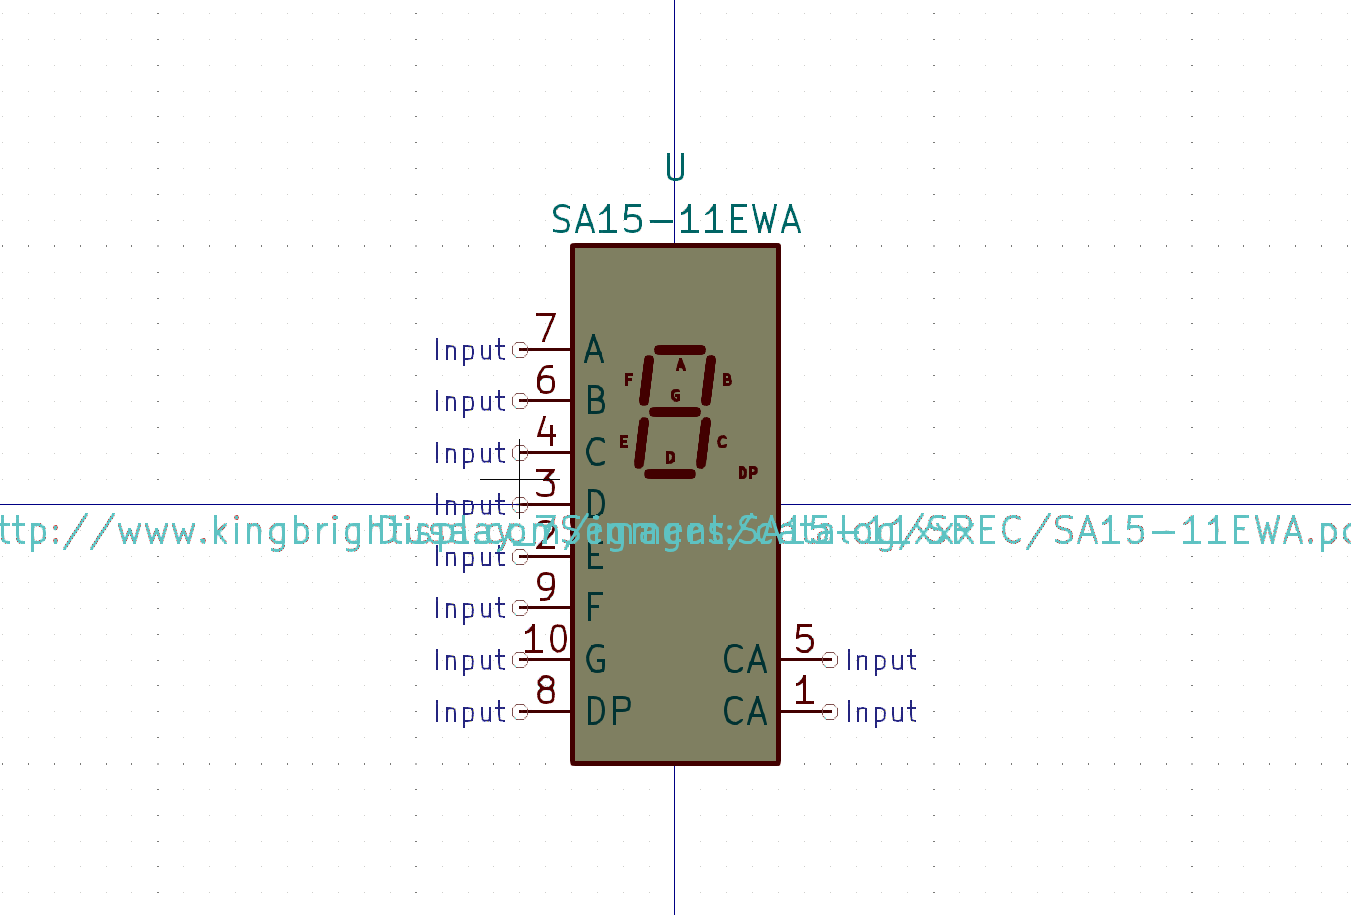 U
SA15-11EWA
7
Input A
6
Input B
4
Input C
3
Input D
2
Input E
9
Input F
10
Input G
8
Input DP
A
F B
G
E C
D
DP
ttp://www.kingbrightusa.com/images/catalog/SPEC/SA15-11EWA.pd
Display_7Segment:SA15-11xxx
5
CA Input
1
CA Input